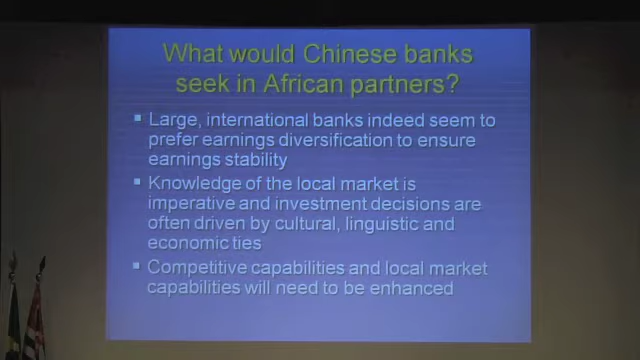 What would Chinese banks
seek in African partners?
Large, international banks indeed seem to
prefer earnings diversification to ensure
earnings stability
Knowledge of the local market is
imperative and investment decisions are
often driven by cultural, linguistic and
economic ties
Competitive capabilities and local market
capabilities will need to be enhanced